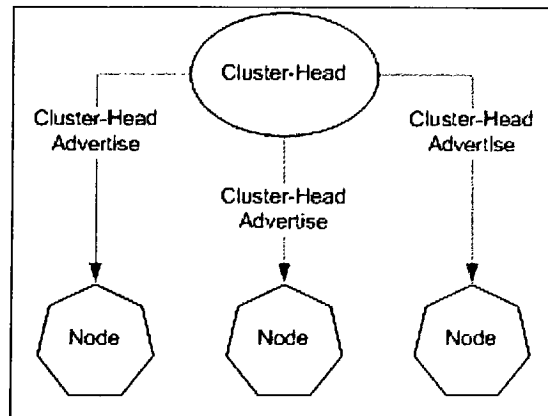 Cluster-Head
Cluster-Head
Advertise
Cluster-Head
Advertise
Cluster-Head
Advertise
Node
Node
Node